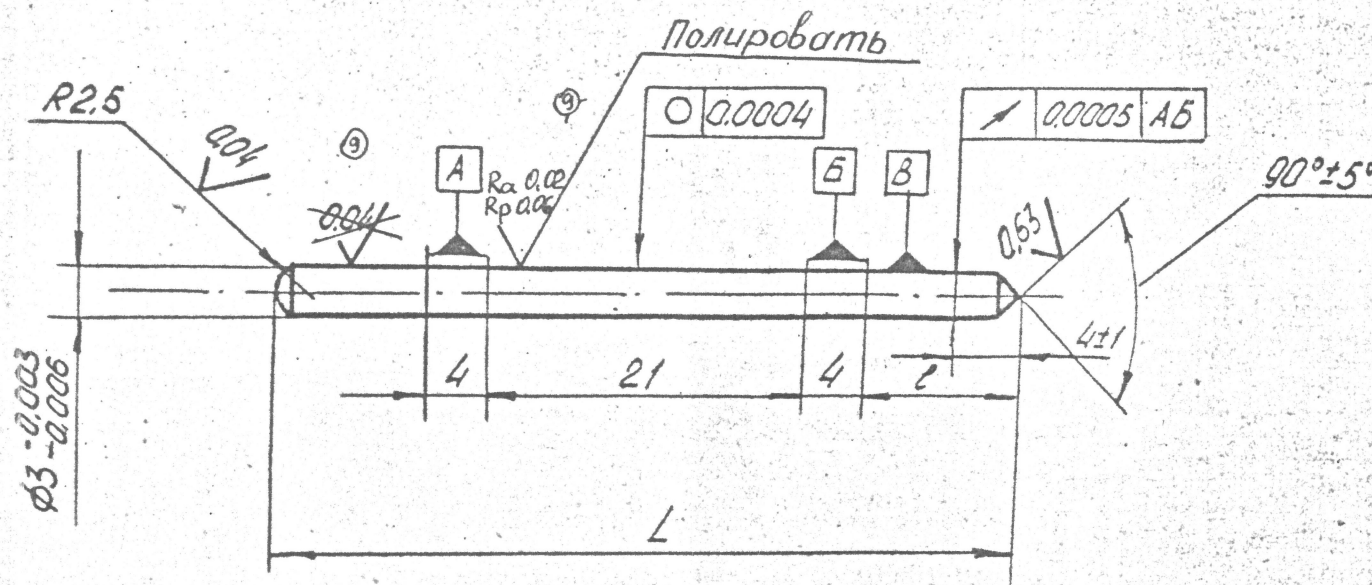 Полировать
R2,5
0.04
9
9
○ 0.0004
↗ 0.0005 АБ
А
Ra 0.02
Rp 0.06
Б
В
90°±5°
0.04
0,63
4±1
4
21
4
ℓ
⌀3 -0.003
-0.006
L